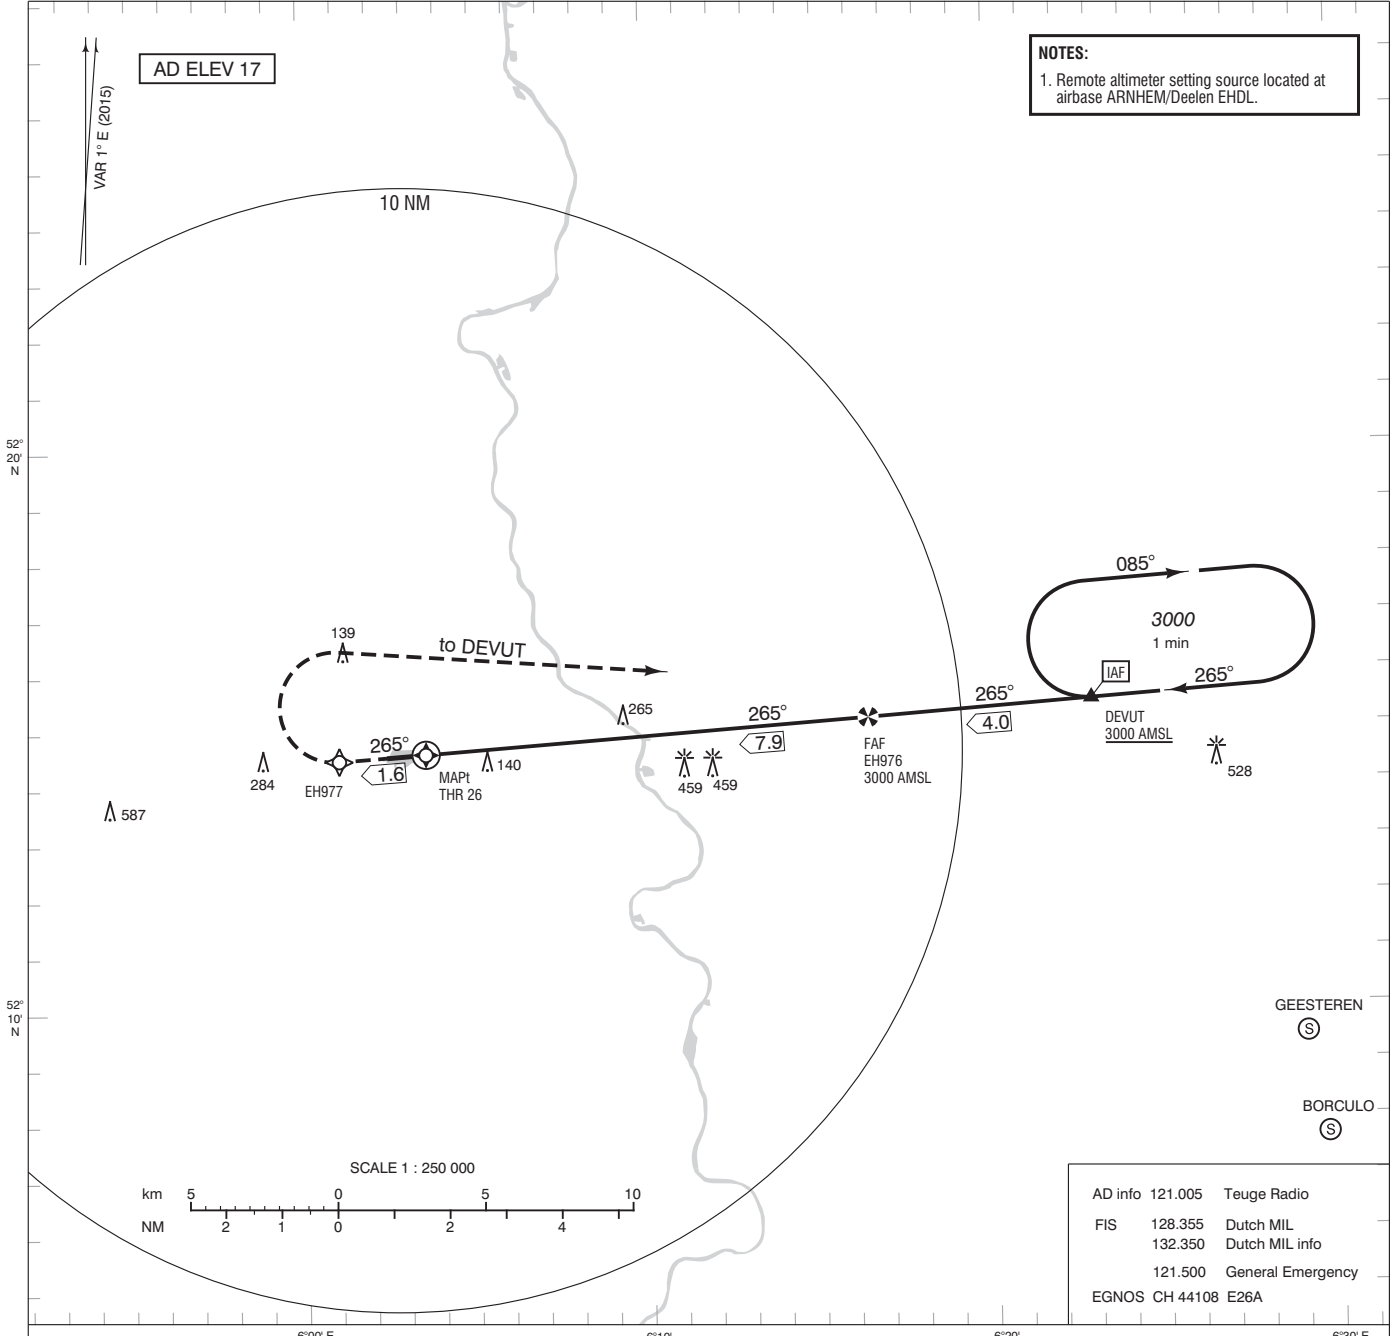 AD ELEV 17
VAR 1° E (2015)
NOTES:
1. Remote altimeter setting source located at
airbase ARNHEM/Deelen EHDL.
10 NM
52°
20'
N
085°
3000
1 min
265°
IAF
DEVUT
3000 AMSL
139
to DEVUT
265
265°
4.0
265°
7.9
FAF
EH976
3000 AMSL
265°
1.6
MAPt
THR 26
140
EH977
284
587
459
459
528
52°
10'
N
GEESTEREN
S
BORCULO
S
SCALE 1 : 250 000
km 5 0 5 10
NM 2 1 0 2 4
AD info 121.005 Teuge Radio
FIS 128.355 Dutch MIL
132.350 Dutch MIL info
121.500 General Emergency
EGNOS CH 44108 E26A